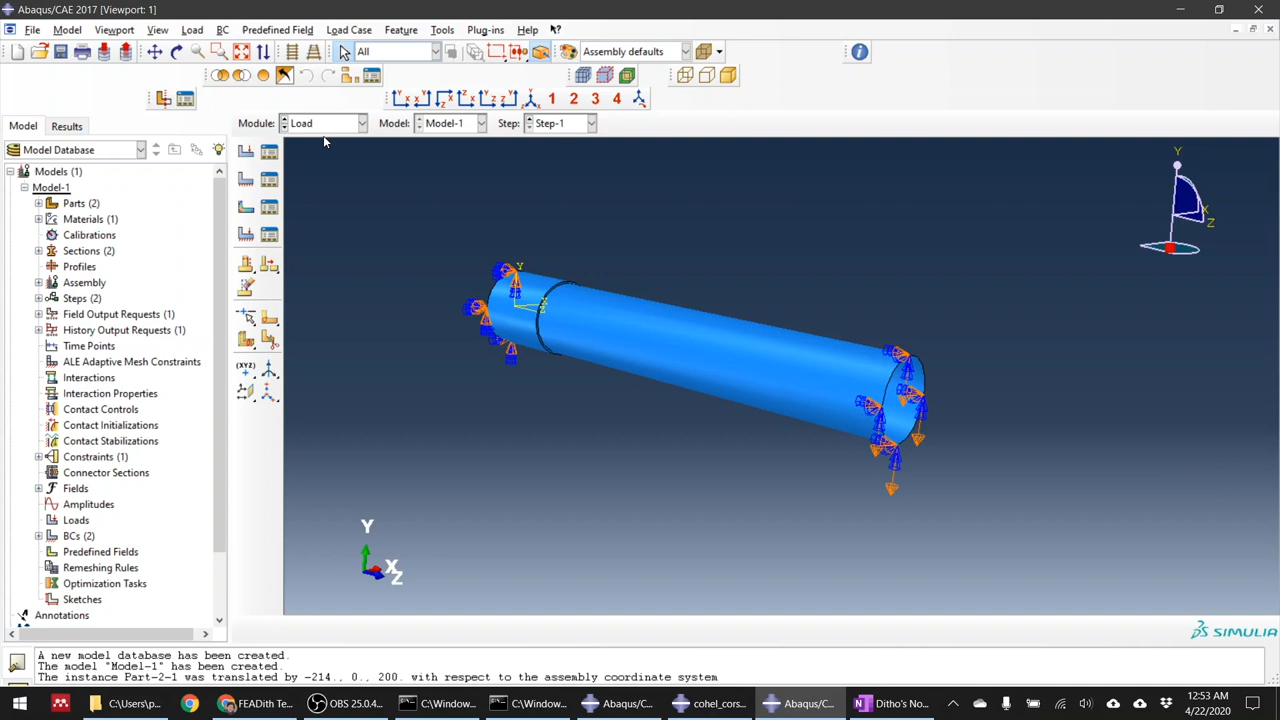 Abaqus/CAE 2017 [Viewport: 1]
File Model Viewport View Load BC Predefined Field Load Case Feature Tools Plug-ins Help
All Assembly defaults
1 2 3 4
Model Results Module: Load Model: Model-1 Step: Step-1
Model Database
Models (1)
Model-1
Parts (2)
Materials (1)
Calibrations
Sections (2)
Profiles
Assembly
Steps (2)
Field Output Requests (1)
History Output Requests (1)
Time Points
ALE Adaptive Mesh Constraints
Interactions
Interaction Properties
Contact Controls
Contact Initializations
Contact Stabilizations
Constraints (1)
Connector Sections
Fields
Amplitudes
Loads
BCs (2)
Predefined Fields
Remeshing Rules
Optimization Tasks
Sketches
Annotations
Y
X
Z
Y
X
Z
Y
X
Z
SIMULIA
A new model database has been created.
The model "Model-1" has been created.
The instance Part-2-1 was translated by -214., 0., 200. with respect to the assembly coordinate system
C:\Users\p... FEADith Te... OBS 25.0.4... C:\Window... C:\Window... Abaqus/C... cohel_cors... Abaqus/C... Ditho's No...
12:53 AM
4/22/2020